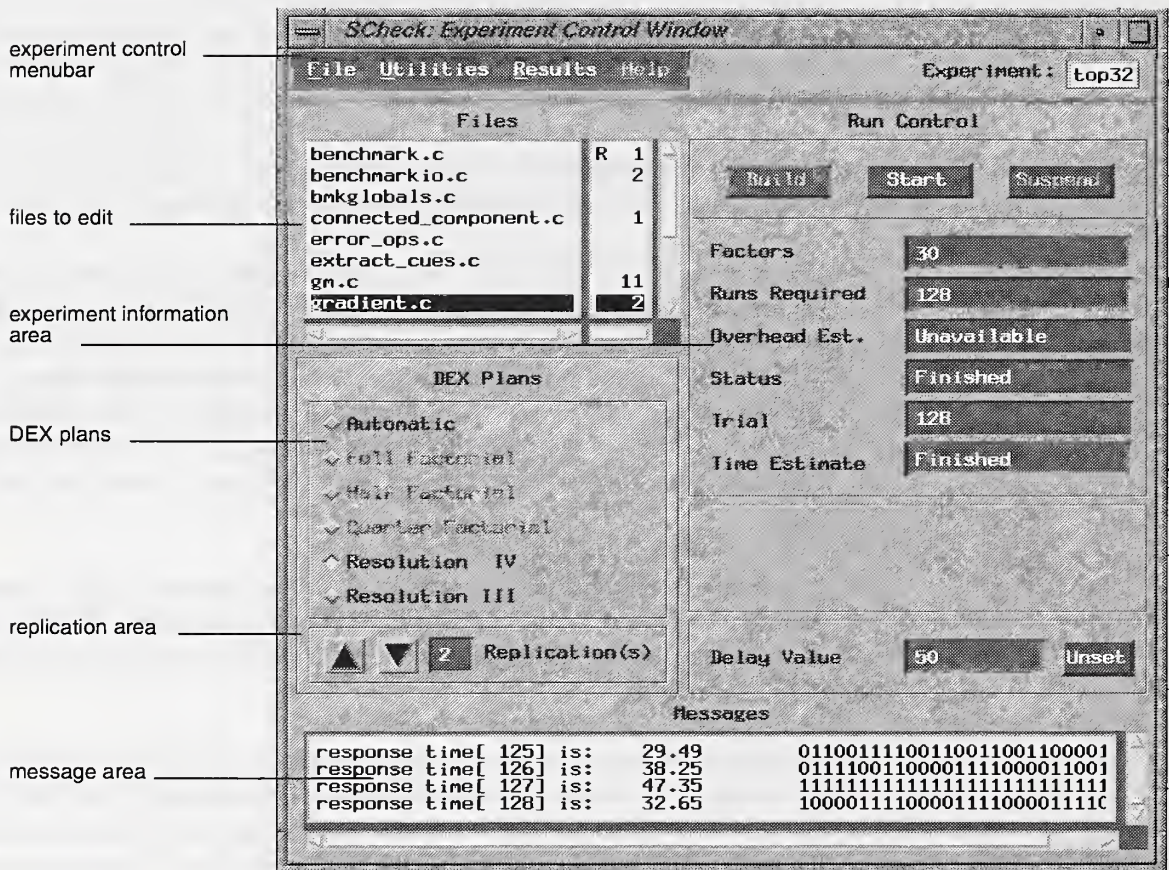 experiment control
menubar
files to edit
experiment information
area
DEX plans
replication area
message area
SCheck: Experiment Control Window
File Utilities Results Help
Experiment: top32
Files
benchmark.c R 1
benchmarkio.c 2
bmkglobals.c
connected_component.c 1
error_ops.c
extract_cues.c
gm.c 11
gradient.c 2
DEX Plans
Automatic
Full Factorial
Half Factorial
Quarter Factorial
Resolution IV
Resolution III
2 Replication(s)
Run Control
Build Start Suspend
Factors 30
Runs Required 128
Overhead Est. Unavailable
Status Finished
Trial 128
Time Estimate Finished
Delay Value 50 Unset
Messages
response time[ 125] is: 29.49 0110011110011001100110001
response time[ 126] is: 38.25 0111100110000111100011001
response time[ 127] is: 47.35 1111111111111111111111111
response time[ 128] is: 32.65 10000111100001111000011110